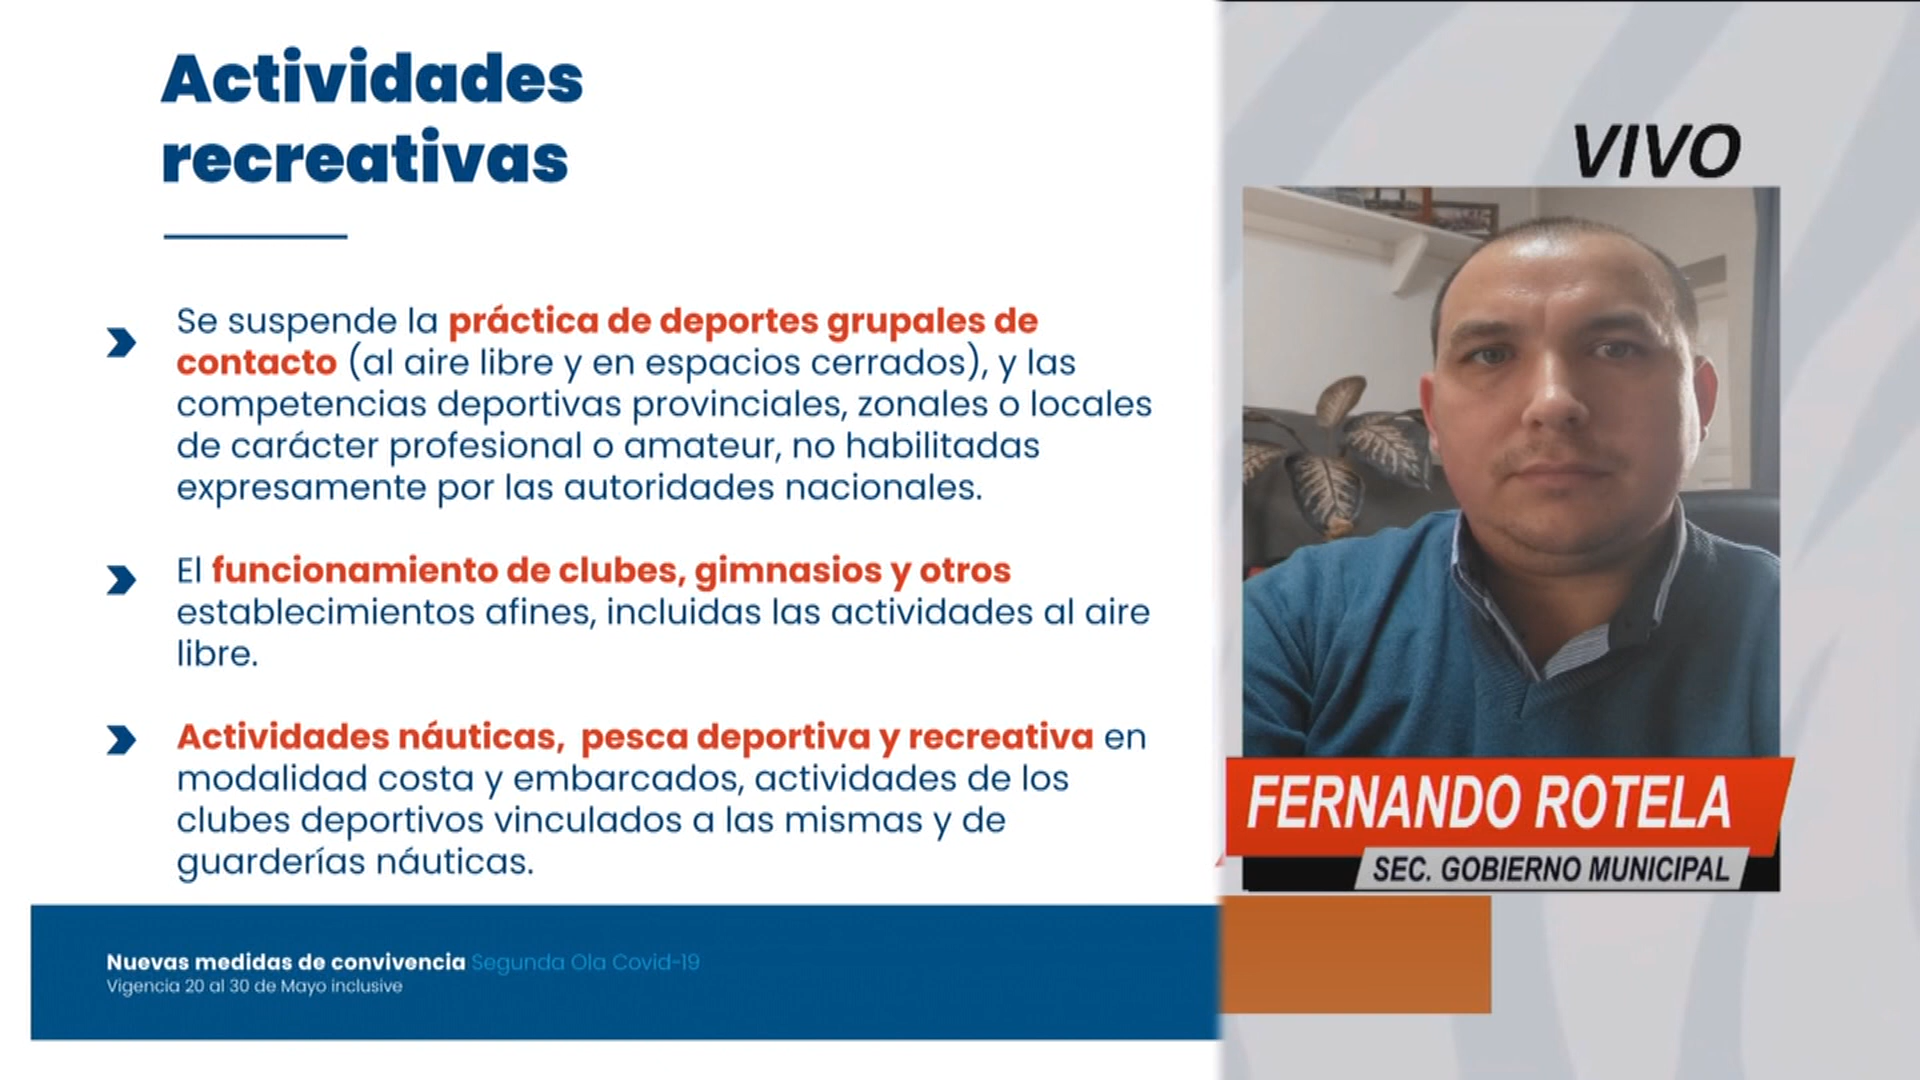 Actividades
recreativas
Se suspende la práctica de deportes grupales de
contacto (al aire libre y en espacios cerrados), y las
competencias deportivas provinciales, zonales o locales
de carácter profesional o amateur, no habilitadas
expresamente por las autoridades nacionales.
El funcionamiento de clubes, gimnasios y otros
establecimientos afines, incluidas las actividades al aire
libre.
Actividades náuticas, pesca deportiva y recreativa en
modalidad costa y embarcados, actividades de los
clubes deportivos vinculados a las mismas y de
guarderías náuticas.
Nuevas medidas de convivencia Segunda Ola Covid-19
Vigencia 20 al 30 de Mayo inclusive
VIVO
FERNANDO ROTELA
SEC. GOBIERNO MUNICIPAL